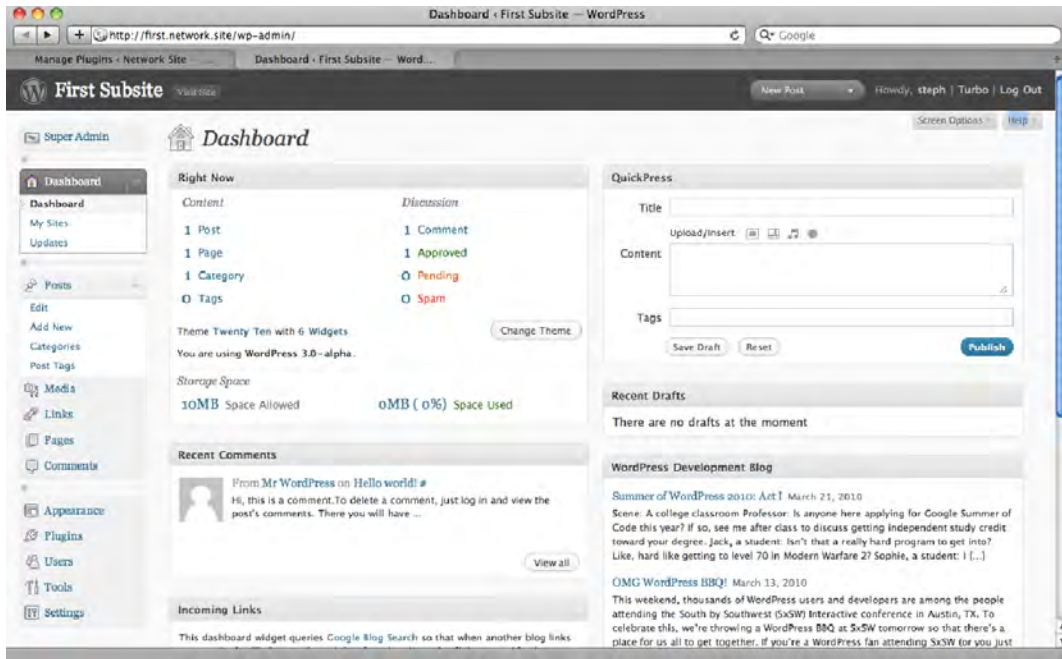 Dashboard ‹ First Subsite — WordPress
http://first.network.site/wp-admin/
Google
Manage Plugins ‹ Network Site —
Dashboard ‹ First Subsite — Word...
First Subsite
Visit Site
New Post
Howdy, steph | Turbo | Log Out
Screen Options
Help
Super Admin
Dashboard
Dashboard
My Sites
Updates
Posts
Edit
Add New
Categories
Post Tags
Media
Links
Pages
Comments
Appearance
Plugins
Users
Tools
Settings
Dashboard
Right Now
Content
Discussion
1 Post
1 Comment
1 Page
1 Approved
1 Category
0 Pending
0 Tags
0 Spam
Theme Twenty Ten with 6 Widgets
Change Theme
You are using WordPress 3.0-alpha.
Storage Space
10MB Space Allowed
0MB (0%) Space Used
Recent Comments
From Mr WordPress on Hello world! #
Hi, this is a comment.To delete a comment, just log in and view the
post's comments. There you will have ...
View all
Incoming Links
This dashboard widget queries Google Blog Search so that when another blog links
QuickPress
Title
Upload/Insert
Content
Tags
Save Draft
Reset
Publish
Recent Drafts
There are no drafts at the moment
WordPress Development Blog
Summer of WordPress 2010: Act I March 21, 2010
Scene: A college classroom Professor: Is anyone here applying for Google Summer of
Code this year? If so, see me after class to discuss getting independent study credit
toward your degree. Jack, a student: Isn't that a really hard program to get into?
Like, hard like getting to level 70 in Modern Warfare 2? Sophie, a student: I [...]
OMG WordPress BBQ! March 13, 2010
This weekend, thousands of WordPress users and developers are among the people
attending the South by Southwest (SxSW) Interactive conference in Austin, TX. To
celebrate this, we're throwing a WordPress BBQ at SxSW tomorrow so that there's a
place for us all to get together. If you're a WordPress fan attending SxSW (or you just